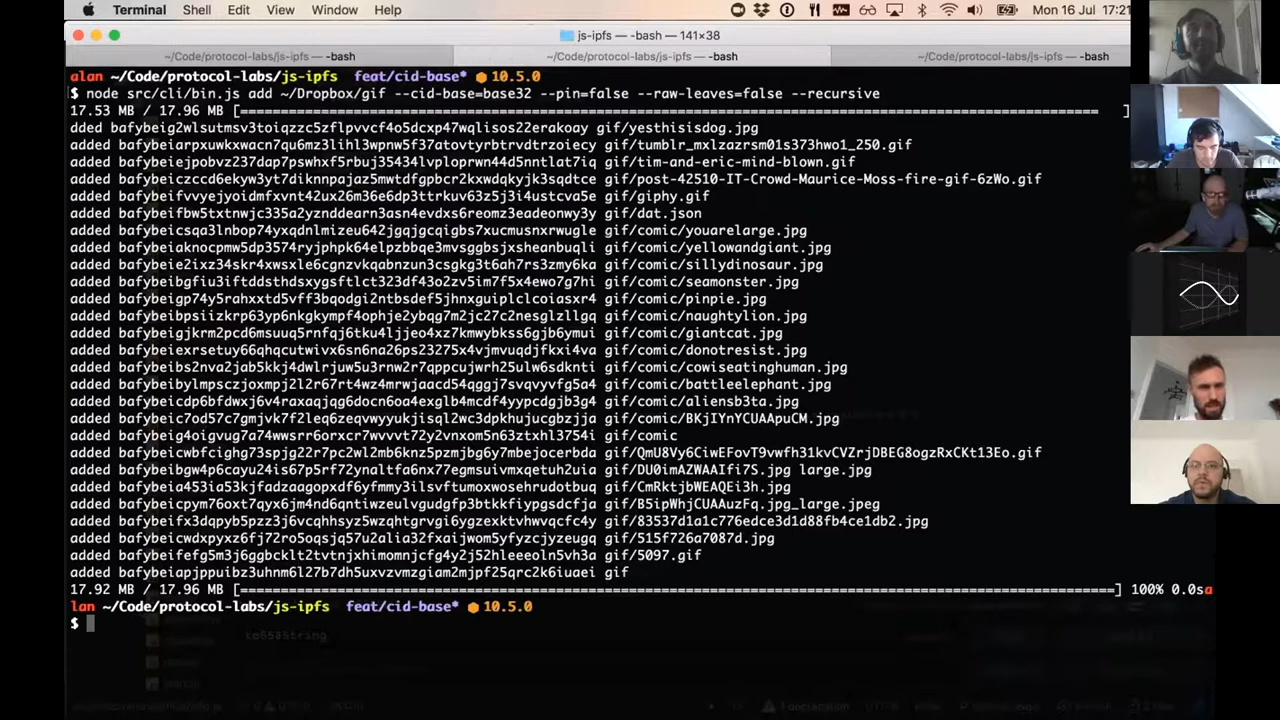 Terminal Shell Edit View Window Help Mon 16 Jul 17:21
js-ipfs — -bash — 141×38
~/Code/protocol-labs/js-ipfs — -bash ~/Code/protocol-labs/js-ipfs — -bash ~/Code/protocol-labs/js-ipfs — -bash
alan ~/Code/protocol-labs/js-ipfs feat/cid-base* 10.5.0
$ node src/cli/bin.js add ~/Dropbox/gif --cid-base=base32 --pin=false --raw-leaves=false --recursive
17.53 MB / 17.96 MB [==================================================================================================== ]
dded bafybeig2wlsutmsv3toiqzzc5zflpvvcf4o5dcxp47wqlisos22erakoay gif/yesthisisdog.jpg
added bafybeiarpxuwkxwacn7qu6mz3lihl3wpnw5f37atovtyrbtrvdtrzoiecy gif/tumblr_mxlzazrsm01s373hwo1_250.gif
added bafybeiejpobvz237dap7pswhxf5rbuj35434lvploprwn44d5nntlat7iq gif/tim-and-eric-mind-blown.gif
added bafybeiczccd6ekyw3yt7diknnpajaz5mwtdfgpbcr2kxwdqkyjk3sqdtce gif/post-42510-IT-Crowd-Maurice-Moss-fire-gif-6zWo.gif
added bafybeifvvyejyoidmfxvnt42ux26m36e6dp3ttrkuv63z5j3i4ustcva5e gif/giphy.gif
added bafybeifbw5txtnwjc335a2yznddearn3asn4evdxs6reomz3eadeonwy3y gif/dat.json
added bafybeicsqa3lnbop74yxqdnlmizeu642jgqjgcqigbs7xucmusnxrwugle gif/comic/youarelarge.jpg
added bafybeiaknocpmw5dp3574ryjphpk64elpzbbqe3mvsggbsjxsheanbuqli gif/comic/yellowandgiant.jpg
added bafybeie2ixz34skr4xwsxle6cgnzvkqabnzun3csgkg3t6ah7rs3zmy6ka gif/comic/sillydinosaur.jpg
added bafybeibgfiu3iftddsthdsxygsftlct323df43o2zv5im7f5x4ewo7g7hi gif/comic/seamonster.jpg
added bafybeigp74y5rahxxtd5vff3bqodgi2ntbsdef5jhnxguiplclcoiasxr4 gif/comic/pinpie.jpg
added bafybeibpsiizkrp63yp6nkgkympf4ophje2ybqg7m2jc27c2nesglzllgq gif/comic/naughtylion.jpg
added bafybeigjkrm2pcd6msuuq5rnfqj6tku4ljjeo4xz7kmwybkss6gjb6ymui gif/comic/giantcat.jpg
added bafybeiexrsetuy66qhqcutwivx6sn6na26ps23275x4vjmvuqdjfkxi4va gif/comic/donotresist.jpg
added bafybeibs2nva2jab5kkj4dwlrjuw5u3rnw2r7qppcujwrh25ulw6sdknti gif/comic/cowiseatinghuman.jpg
added bafybeibylmpsczjoxmpj2l2r67rt4wz4mrwjaacd54qggj7svqvyvfg5a4 gif/comic/battleelephant.jpg
added bafybeicdp6bfdwxj6v4raxaxjqg6docn6oa4exglb4mcdf4yypcdgjb3g4 gif/comic/aliensb3ta.jpg
added bafybeic7od57c7gmjvk7f2leq6zeqvwyyukjisql2wc3dpkhujucgbzjja gif/comic/BKjIYnYCUAApuCM.jpg
added bafybeig4oigvug7a74wwsrr6orxcr7wvvvt72y2vnxom5n63ztxhl3754i gif/comic
added bafybeicwbfcighg73spjg22r7pc2wl2mb6knz5pzmjbg6y7mbejocerbda gif/QmU8Vy6CiwEFovT9vwfh31kvCVZrjDBEG8ogzRxCKt13Eo.gif
added bafybeibgw4p6cayu24is67p5rf72ynaltfa6nx77egmsuivmxqetuh2uia gif/DU0imAZWAAIfi7S.jpg large.jpg
added bafybeia453ia53kjfadzaagopxdf6yfmmy3ilsvftumoxwosehrudotbuq gif/CmRktjbWEAQEi3h.jpg
added bafybeicpym76oxt7qyx6jm4nd6qntiwzeulvgudgfp3btkkfiypgsdcfja gif/B5ipWhjCUAAuzFq.jpg_large.jpeg
added bafybeifx3dqpyb5pzz3j6vcqhhsyz5wzqhtgrvgi6ygzexktvhwvqcfc4y gif/83537d1a1c776edce3d1d88fb4ce1db2.jpg
added bafybeicwdxpyxz6fj72ro5oqsjq57u2alia32fxaijwom5yfyzcjyzeugq gif/515f726a7087d.jpg
added bafybeifefg5m3j6ggbcklt2tvtnjxhimomnjcfg4y2j52hleeeoln5vh3a gif/5097.gif
added bafybeiapjppuibz3uhnm6l27b7dh5uxvzvmzgiam2mjpf25qrc2k6iuaei gif
17.92 MB / 17.96 MB [======================================================================================================] 100% 0.0sa
lan ~/Code/protocol-labs/js-ipfs feat/cid-base* 10.5.0
$